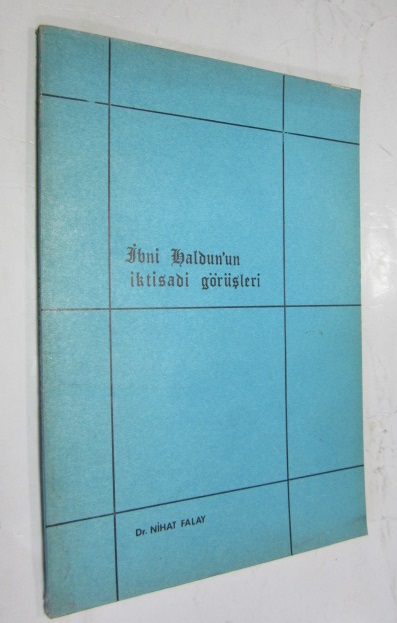 İbni Haldun'un
iktisadi görüşleri
Dr. NİHAT FALAY